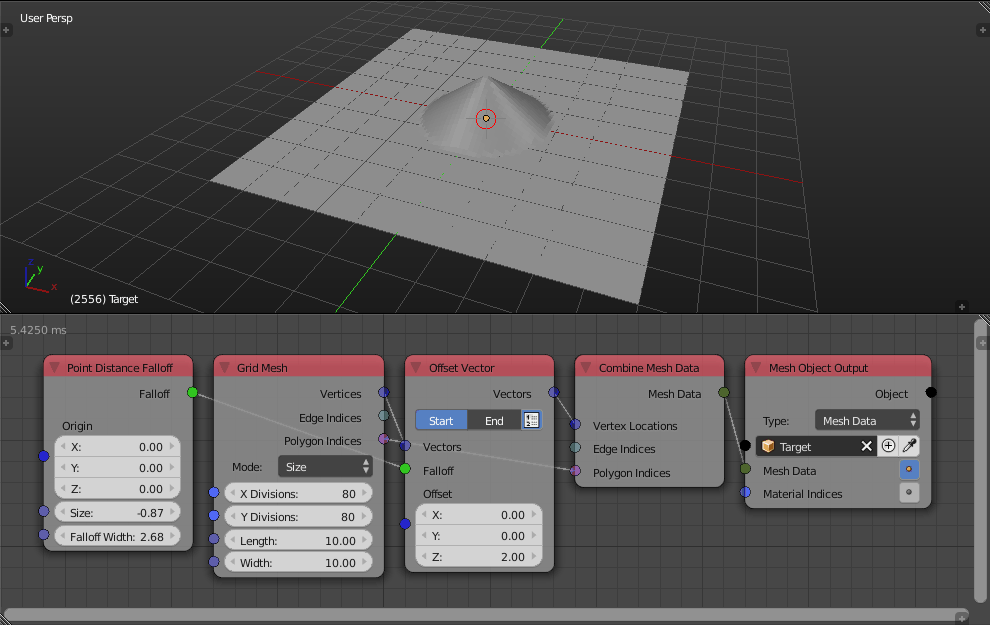 User Persp
z
y
x
(2556) Target
5.4250 ms
Point Distance Falloff
Falloff
Origin
X: 0.00
Y: 0.00
Z: 0.00
Size: -0.87
Falloff Width: 2.68
Grid Mesh
Vertices
Edge Indices
Polygon Indices
Mode: Size
X Divisions: 80
Y Divisions: 80
Length: 10.00
Width: 10.00
Offset Vector
Vectors
Start End
Vectors
Falloff
Offset
X: 0.00
Y: 0.00
Z: 2.00
Combine Mesh Data
Mesh Data
Vertex Locations
Edge Indices
Polygon Indices
Mesh Object Output
Object
Type: Mesh Data
Target
Mesh Data
Material Indices